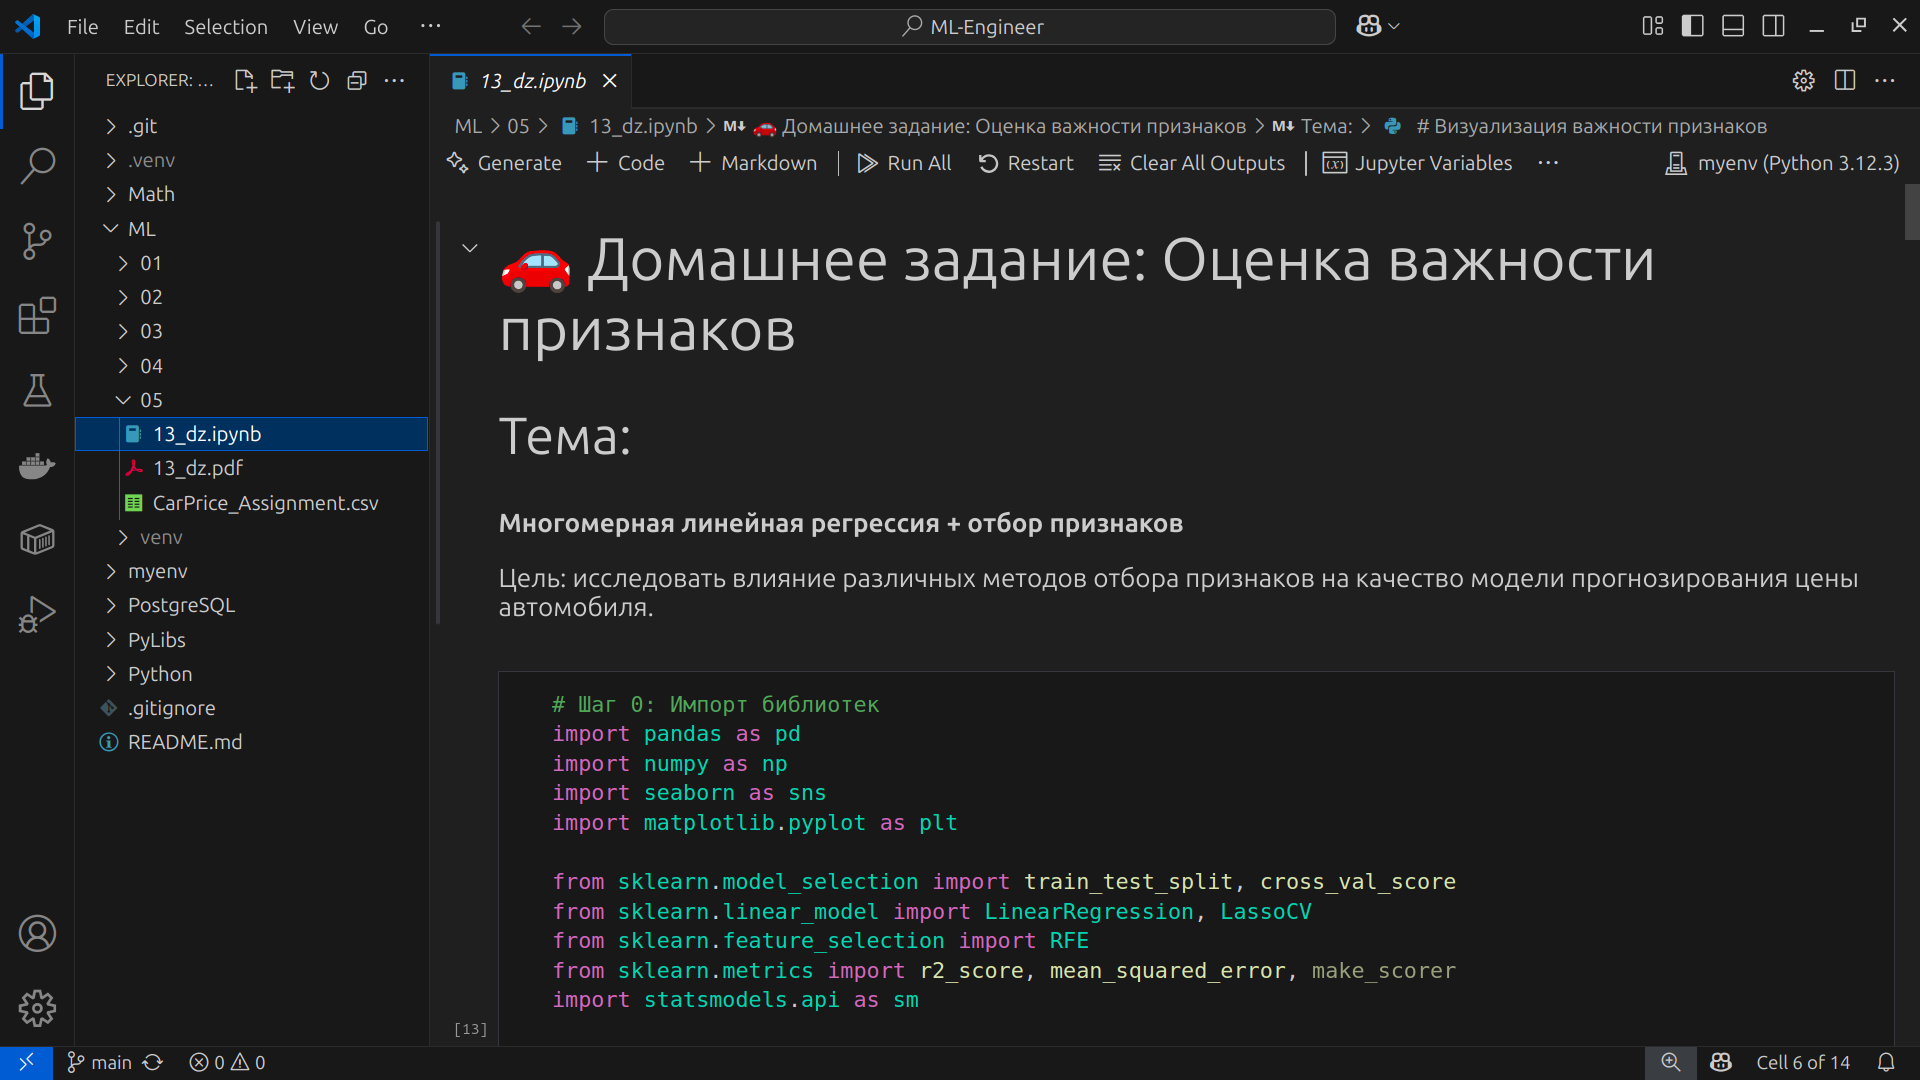 File Edit Selection View Go ···
ML-Engineer
EXPLORER: ...
.git
.venv
Math
ML
01
02
03
04
05
13_dz.ipynb
13_dz.pdf
CarPrice_Assignment.csv
venv
myenv
PostgreSQL
PyLibs
Python
.gitignore
README.md
13_dz.ipynb
ML > 05 > 13_dz.ipynb > M↓ 🚗 Домашнее задание: Оценка важности признаков > M↓ Тема: > # Визуализация важности признаков
Generate + Code + Markdown | Run All Restart Clear All Outputs | Jupyter Variables ··· myenv (Python 3.12.3)
🚗 Домашнее задание: Оценка важности
признаков
Тема:
Многомерная линейная регрессия + отбор признаков
Цель: исследовать влияние различных методов отбора признаков на качество модели прогнозирования цены
автомобиля.
# Шаг 0: Импорт библиотек
import pandas as pd
import numpy as np
import seaborn as sns
import matplotlib.pyplot as plt
from sklearn.model_selection import train_test_split, cross_val_score
from sklearn.linear_model import LinearRegression, LassoCV
from sklearn.feature_selection import RFE
from sklearn.metrics import r2_score, mean_squared_error, make_scorer
import statsmodels.api as sm
[13]
main 0 0
Cell 6 of 14